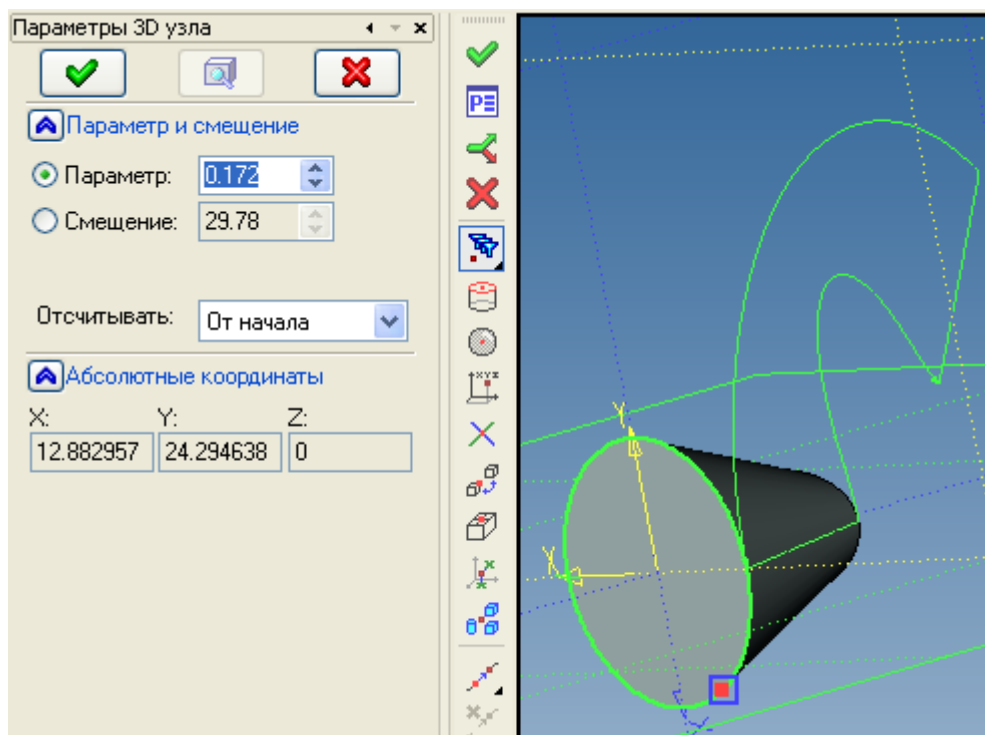 Параметры 3D узла
Параметр и смещение
Параметр: 0.172
Смещение: 29.78
Отсчитывать: От начала
Абсолютные координаты
X: Y: Z:
12.882957 24.294638 0